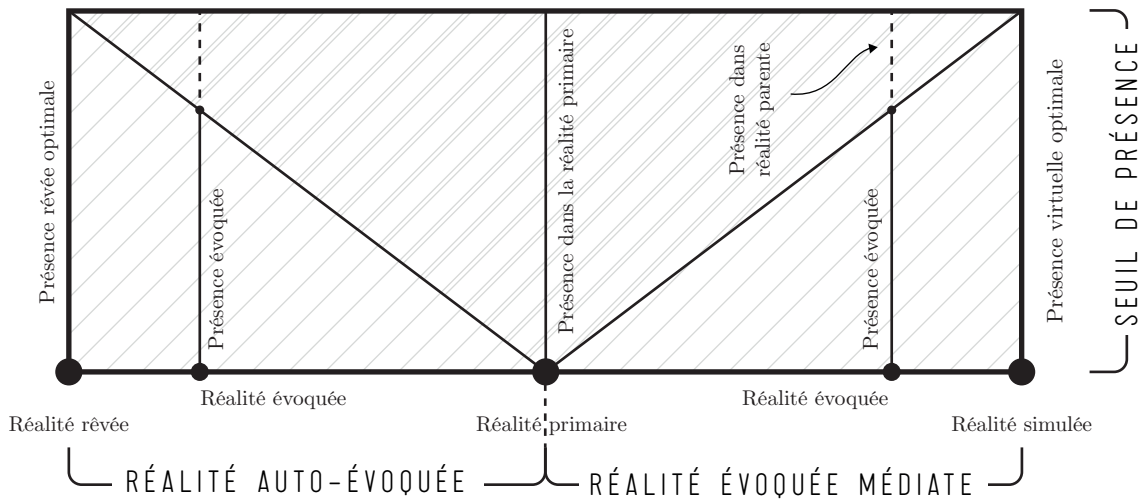 Présence rêvée optimale
Présence évoquée
Présence dans la réalité primaire
Présence dans
réalité parente
Présence évoquée
Présence virtuelle optimale
SEUIL DE PRÉSENCE
Réalité évoquée
Réalité évoquée
Réalité rêvée
Réalité primaire
Réalité simulée
RÉALITÉ AUTO-ÉVOQUÉE
RÉALITÉ ÉVOQUÉE MÉDIATE